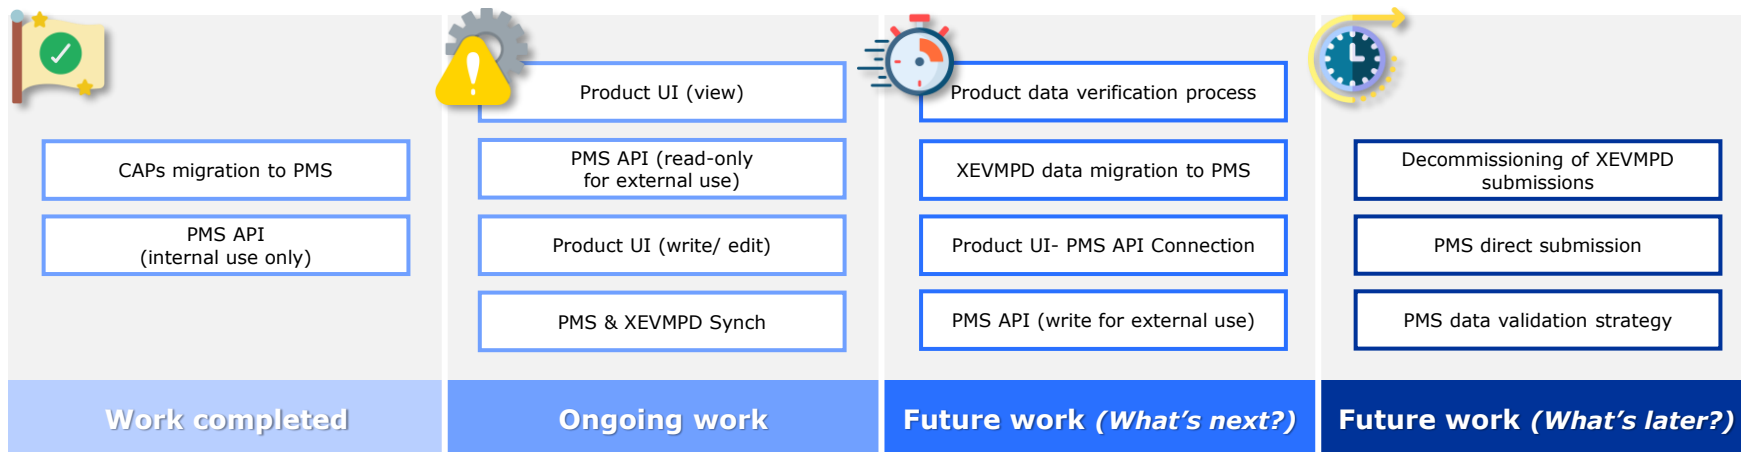 CAPs migration to PMS
PMS API
(internal use only)
Work completed
Product UI (view)
PMS API (read-only
for external use)
Product UI (write/ edit)
PMS & XEVMPD Synch
Ongoing work
Product data verification process
XEVMPD data migration to PMS
Product UI- PMS API Connection
PMS API (write for external use)
Future work (What's next?)
Decommissioning of XEVMPD
submissions
PMS direct submission
PMS data validation strategy
Future work (What's later?)